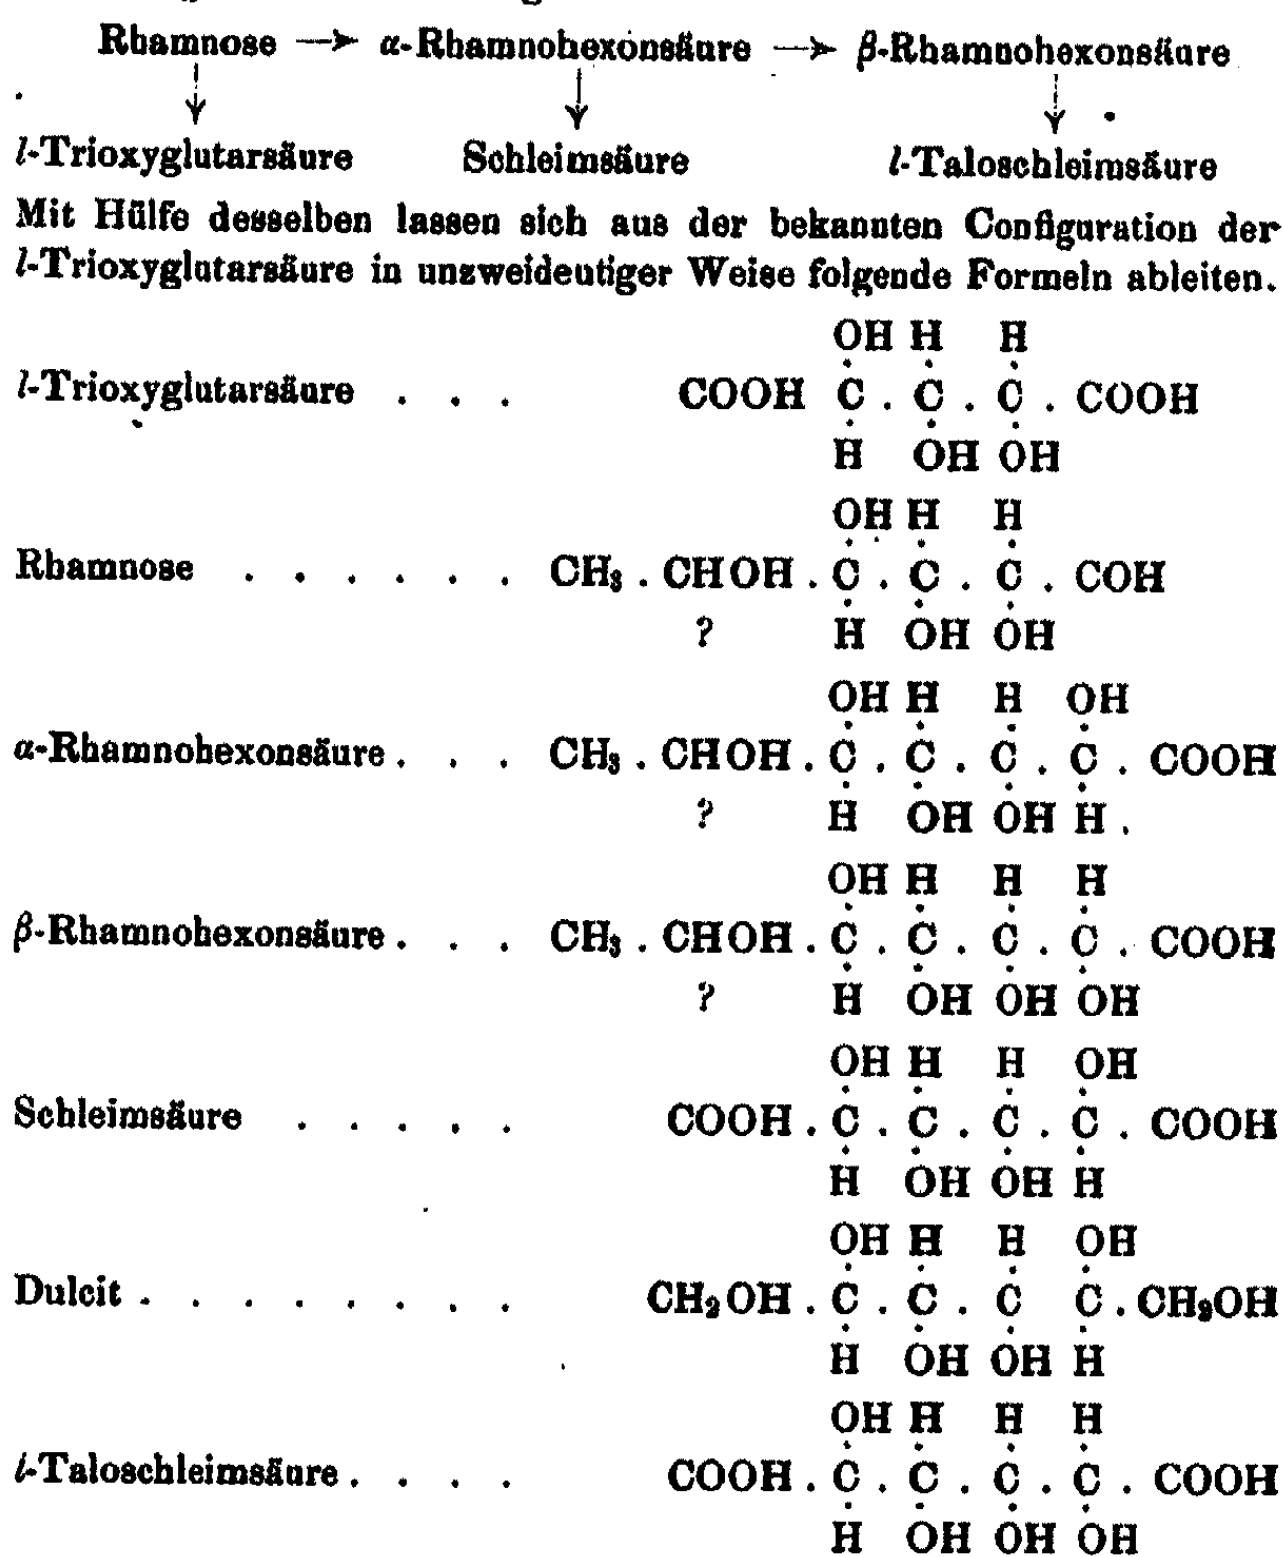 Rhamnose —> α-Rhamnohexonsäure —> β-Rhamnohexonsäure
l-Trioxyglutarsäure Schleimsäure l-Taloschleimsäure
Mit Hülfe desselben lassen sich aus der bekannten Configuration der
l-Trioxyglutarsäure in unzweideutiger Weise folgende Formeln ableiten.
OH H H
l-Trioxyglutarsäure . . . COOH C . C . C . COOH
H OH OH
OH H H
Rhamnose . . . . . . CH₃ . CHOH . C . C . C . COH
? H OH OH
OH H H OH
α-Rhamnohexonsäure . . . CH₃ . CHOH . C . C . C . C . COOH
? H OH OH H .
OH H H H
β-Rhamnohexonsäure . . . CH₃ . CHOH . C . C . C . C . COOH
? H OH OH OH
OH H H OH
Schleimsäure . . . . . COOH . C . C . C . C . COOH
H OH OH H
OH H H OH
Dulcit . . . . . . . . CH₂OH . C . C . C C . CH₂OH
H OH OH H
OH H H H
l-Taloschleimsäure . . . . COOH . C . C . C . C . COOH
H OH OH OH